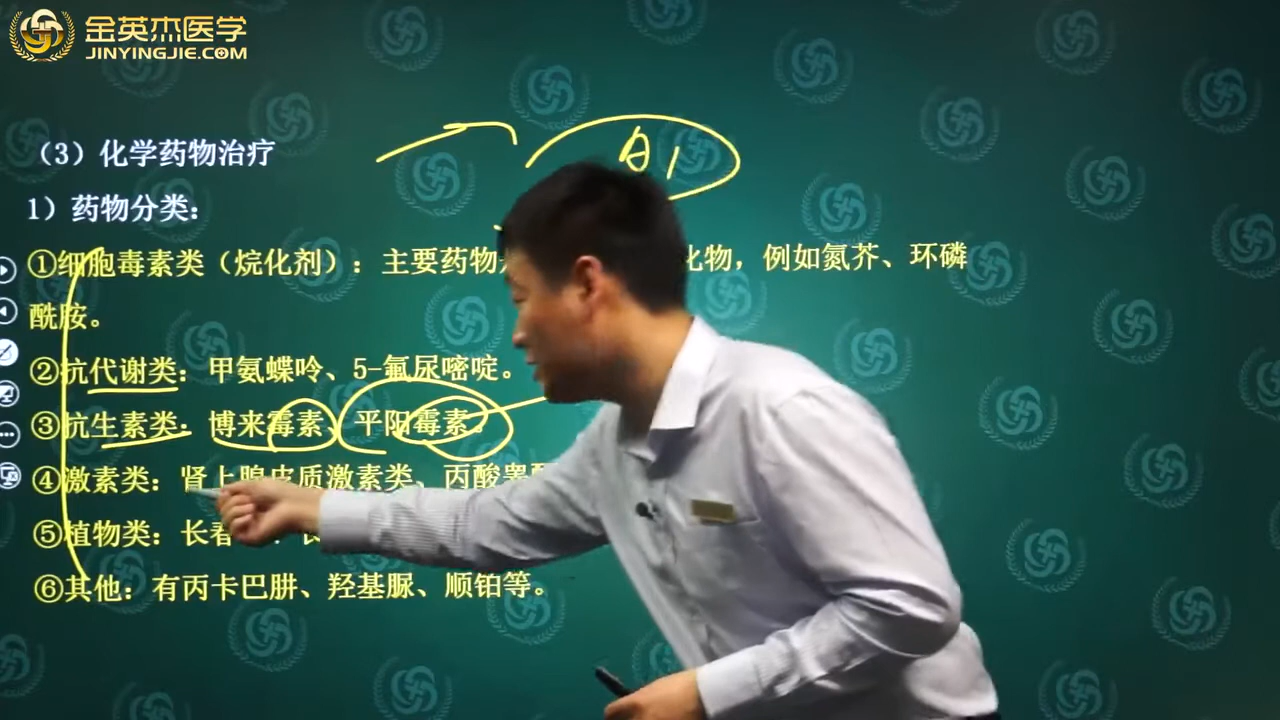 金英杰医学
JINYINGJIE.COM
A1
(3)化学药物治疗
1)药物分类:
①细胞毒素类(烷化剂):主要药物 化物,例如氮芥、环磷
酰胺。
②抗代谢类:甲氨蝶呤、5-氟尿嘧啶。
③抗生素类:博来霉素、平阳霉素。
④激素类:肾上腺皮质激素类、丙酸睾
⑤植物类:长春
⑥其他:有丙卡巴肼、羟基脲、顺铂等。